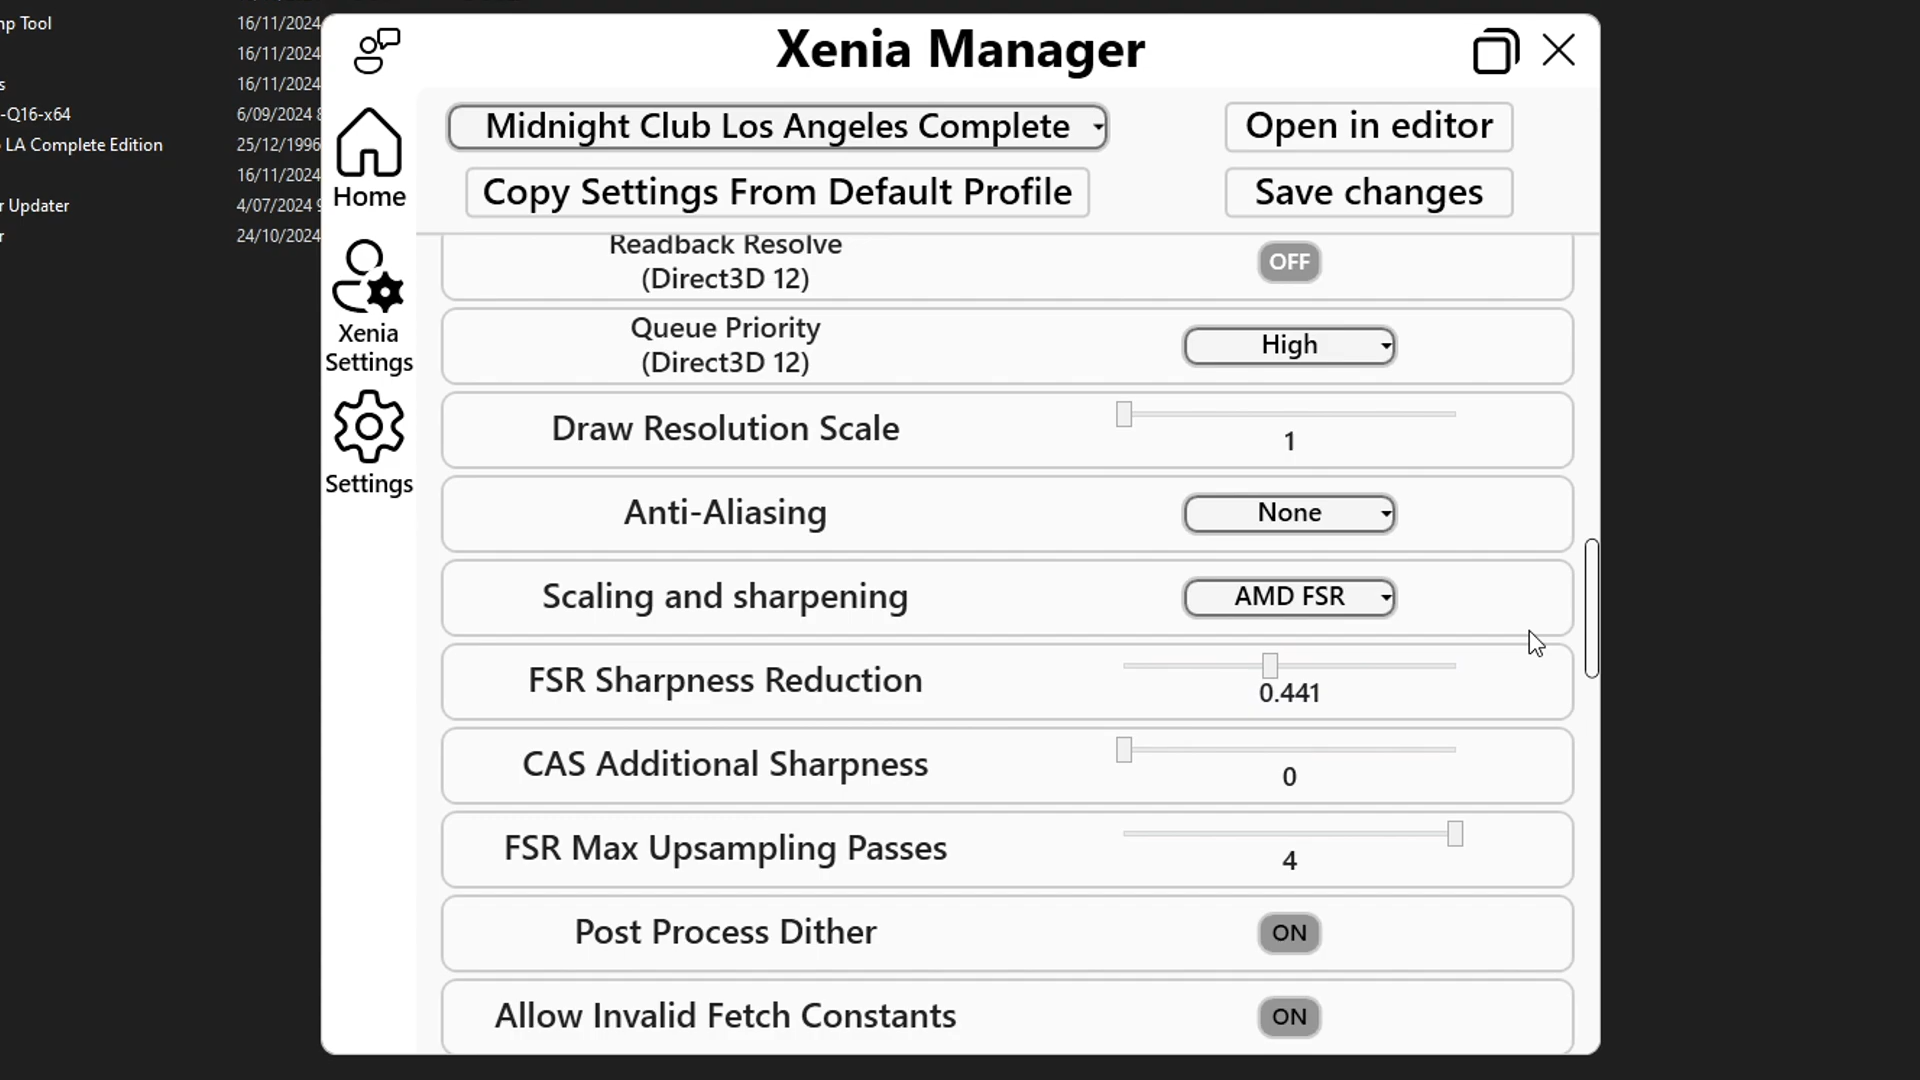 mp Tool 16/11/2024
16/11/2024
s 16/11/2024
-Q16-x64 6/09/2024 8
LA Complete Edition 25/12/1996
16/11/2024
r Updater 4/07/2024 9
r 24/10/2024
Xenia Manager
Home
Xenia
Settings
Settings
Midnight Club Los Angeles Complete
Open in editor
Copy Settings From Default Profile
Save changes
Readback Resolve
(Direct3D 12)
OFF
Queue Priority
(Direct3D 12)
High
Draw Resolution Scale
1
Anti-Aliasing
None
Scaling and sharpening
AMD FSR
FSR Sharpness Reduction
0.441
CAS Additional Sharpness
0
FSR Max Upsampling Passes
4
Post Process Dither
ON
Allow Invalid Fetch Constants
ON